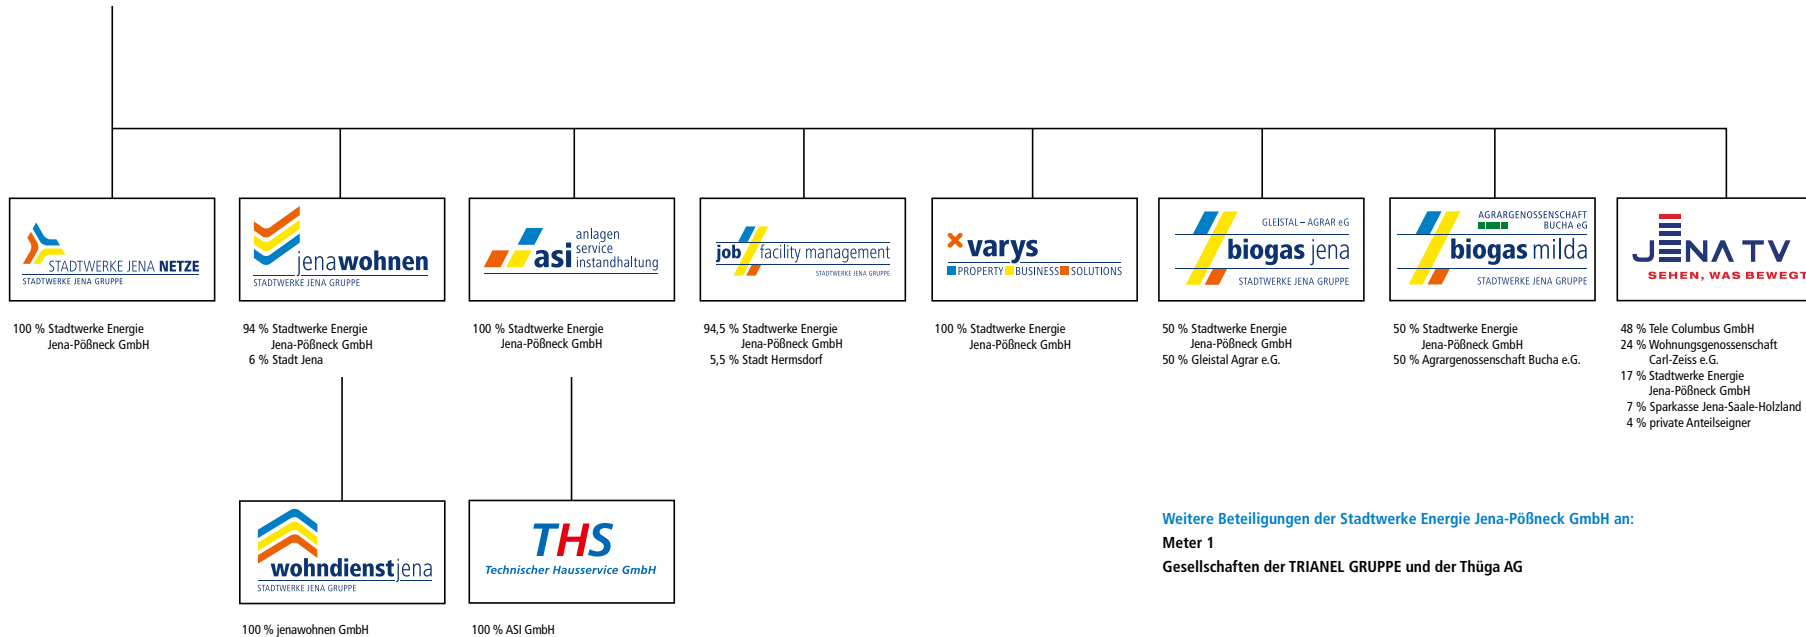 STADTWERKE JENA NETZE
STADTWERKE JENA GRUPPE
100 % Stadtwerke Energie
Jena-Pößneck GmbH
jenawohnen
STADTWERKE JENA GRUPPE
94 % Stadtwerke Energie
Jena-Pößneck GmbH
6 % Stadt Jena
asi
anlagen
service
instandhaltung
100 % Stadtwerke Energie
Jena-Pößneck GmbH
job facility management
STADTWERKE JENA GRUPPE
94,5 % Stadtwerke Energie
Jena-Pößneck GmbH
5,5 % Stadt Hermsdorf
varys
PROPERTY BUSINESS SOLUTIONS
100 % Stadtwerke Energie
Jena-Pößneck GmbH
GLEISTAL – AGRAR eG
biogas jena
STADTWERKE JENA GRUPPE
50 % Stadtwerke Energie
Jena-Pößneck GmbH
50 % Gleistal Agrar e.G.
AGRARGENOSSENSCHAFT
BUCHA eG
biogas milda
STADTWERKE JENA GRUPPE
50 % Stadtwerke Energie
Jena-Pößneck GmbH
50 % Agrargenossenschaft Bucha e.G.
JENA TV
SEHEN, WAS BEWEGT
48 % Tele Columbus GmbH
24 % Wohnungsgenossenschaft
Carl-Zeiss e.G.
17 % Stadtwerke Energie
Jena-Pößneck GmbH
7 % Sparkasse Jena-Saale-Holzland
4 % private Anteilseigner
wohndienstjena
STADTWERKE JENA GRUPPE
100 % jenawohnen GmbH
THS
Technischer Hausservice GmbH
100 % ASI GmbH
Weitere Beteiligungen der Stadtwerke Energie Jena-Pößneck GmbH an:
Meter 1
Gesellschaften der TRIANEL GRUPPE und der Thüga AG